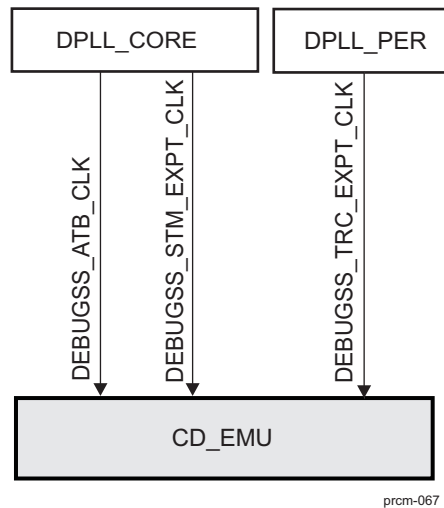 DPLL_CORE
DPLL_PER
DEBUGSS_ATB_CLK
DEBUGSS_STM_EXPT_CLK
DEBUGSS_TRC_EXPT_CLK
CD_EMU
prcm-067